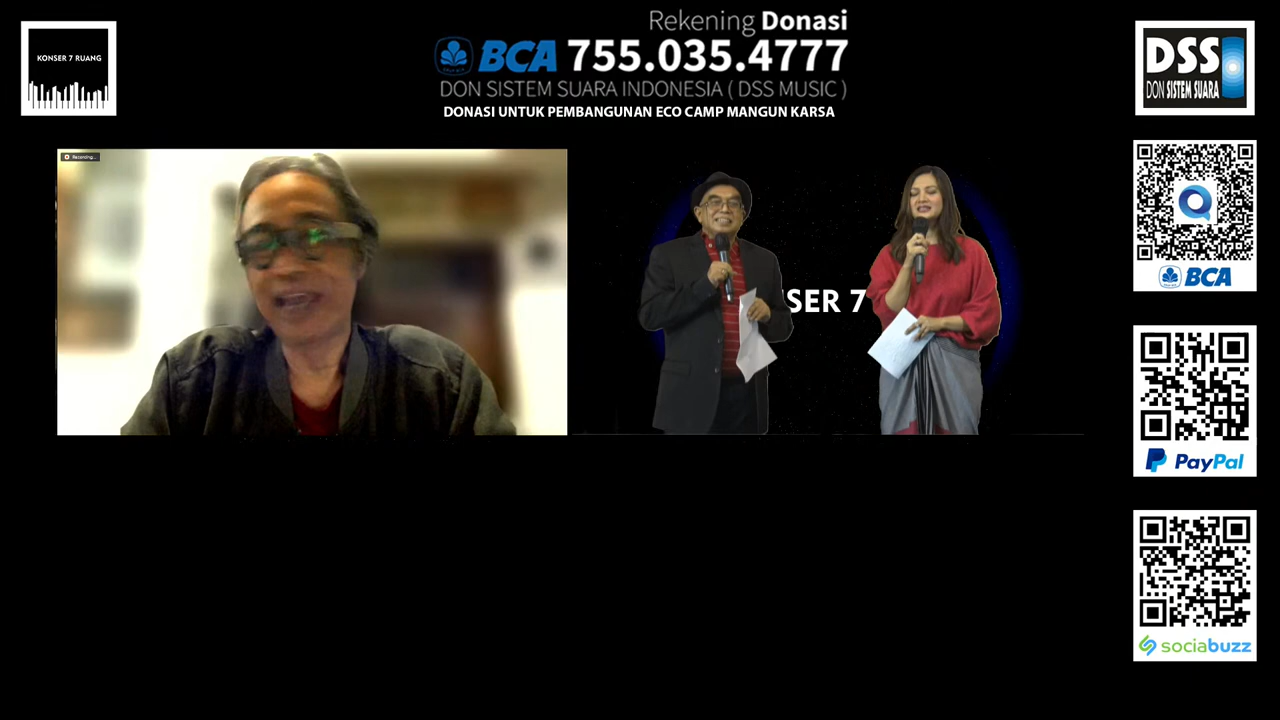 KONSER 7 RUANG
Rekening Donasi
BCA 755.035.4777
DON SISTEM SUARA INDONESIA ( DSS MUSIC )
DONASI UNTUK PEMBANGUNAN ECO CAMP MANGUN KARSA
DSS
DON SISTEM SUARA
Recording...
SER 7
BCA
PayPal
sociabuzz